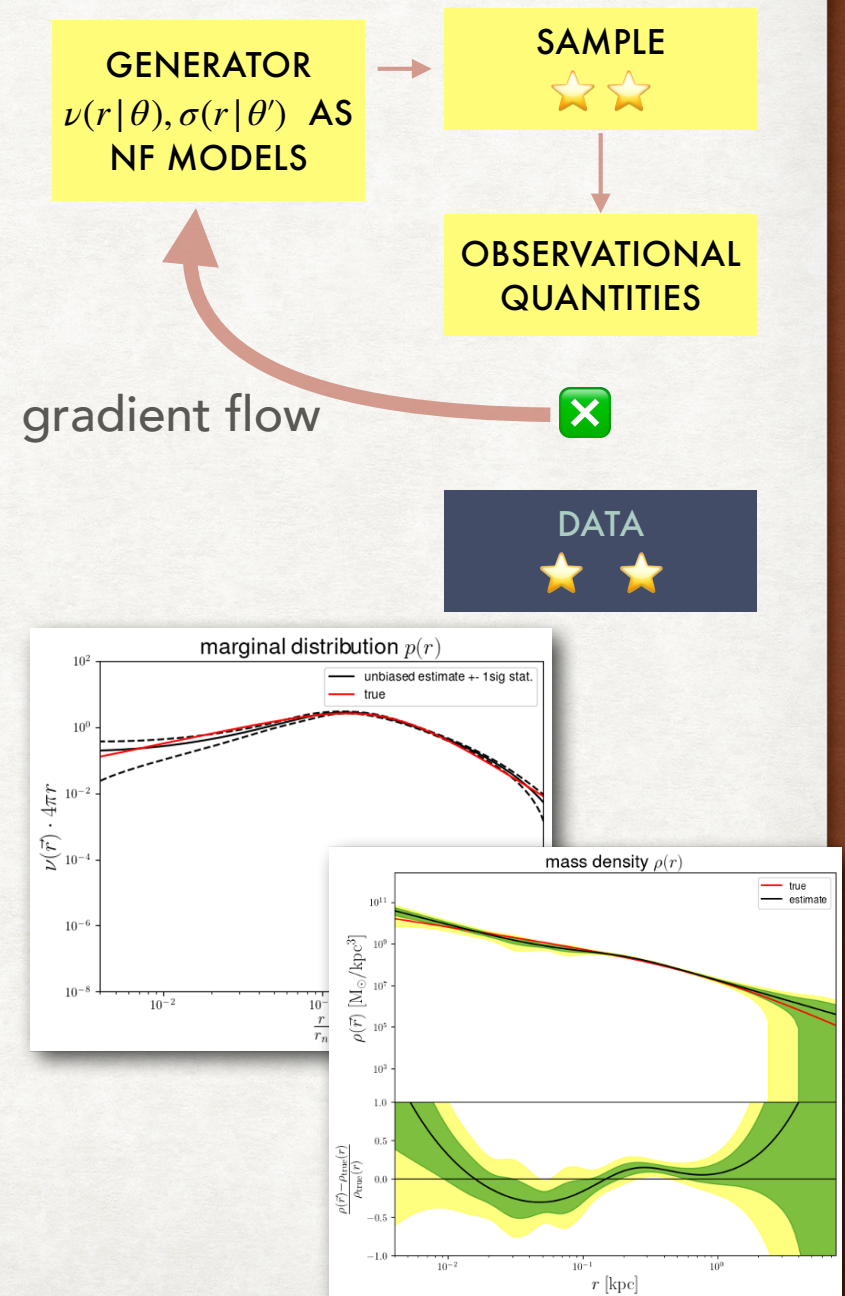 GENERATOR
ν(r|θ), σ(r|θ′) AS
NF MODELS
SAMPLE
OBSERVATIONAL
QUANTITIES
gradient flow
DATA
marginal distribution p(r)
unbiased estimate +- 1sig stat.
true
10²
10⁰
10⁻²
10⁻⁴
10⁻⁶
10⁻⁸
ν(r⃗) · 4πr
10⁻²
mass density ρ(r)
true
estimate
10¹¹
10⁹
10⁷
10⁵
10³
ρ(r⃗) [M⊙/kpc³]
1.0
0.5
0.0
−0.5
−1.0
ρ(r⃗)−ρtrue(r)
ρtrue(r)
10⁻²
10⁻¹
10⁰
r [kpc]